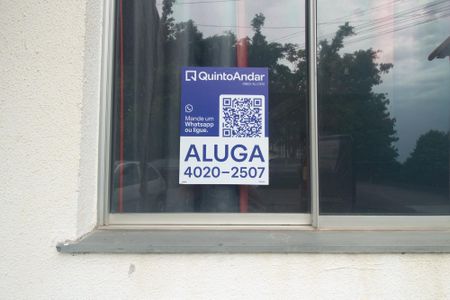 QuintoAndar
Mande um
Whatsapp
ou ligue.
ALUGA
4020-2507